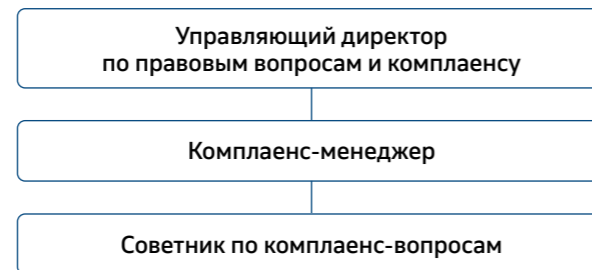 Управляющий директор
по правовым вопросам и комплаенсу
Комплаенс-менеджер
Советник по комплаенс-вопросам